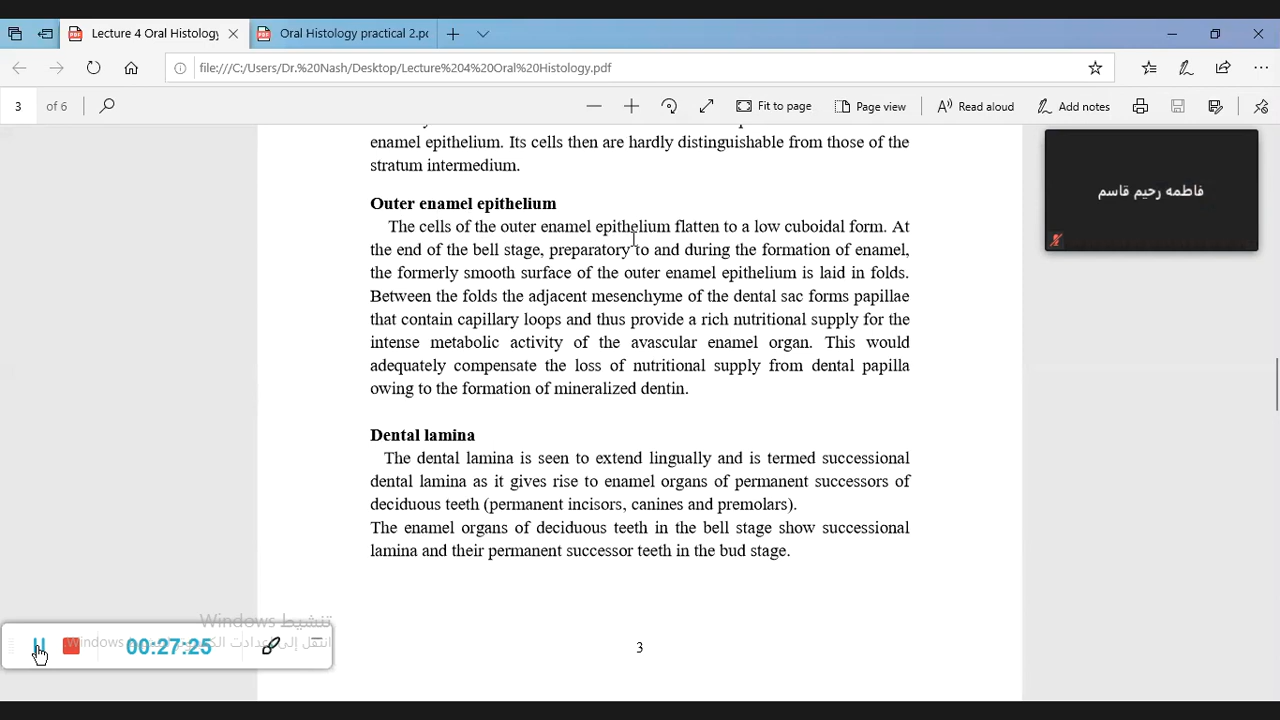 Lecture 4 Oral Histology
Oral Histology practical 2.pc
file:///C:/Users/Dr.%20Nash/Desktop/Lecture%204%20Oral%20Histology.pdf
3 of 6
Fit to page
Page view
Read aloud
Add notes
enamel epithelium. Its cells then are hardly distinguishable from those of the
stratum intermedium.
فاطمه رحيم قاسم
Outer enamel epithelium
The cells of the outer enamel epithelium flatten to a low cuboidal form. At
the end of the bell stage, preparatory to and during the formation of enamel,
the formerly smooth surface of the outer enamel epithelium is laid in folds.
Between the folds the adjacent mesenchyme of the dental sac forms papillae
that contain capillary loops and thus provide a rich nutritional supply for the
intense metabolic activity of the avascular enamel organ. This would
adequately compensate the loss of nutritional supply from dental papilla
owing to the formation of mineralized dentin.
Dental lamina
The dental lamina is seen to extend lingually and is termed successional
dental lamina as it gives rise to enamel organs of permanent successors of
deciduous teeth (permanent incisors, canines and premolars).
The enamel organs of deciduous teeth in the bell stage show successional
lamina and their permanent successor teeth in the bud stage.
تنشيط Windows
انتقل إلى Windows
00:27:25
3